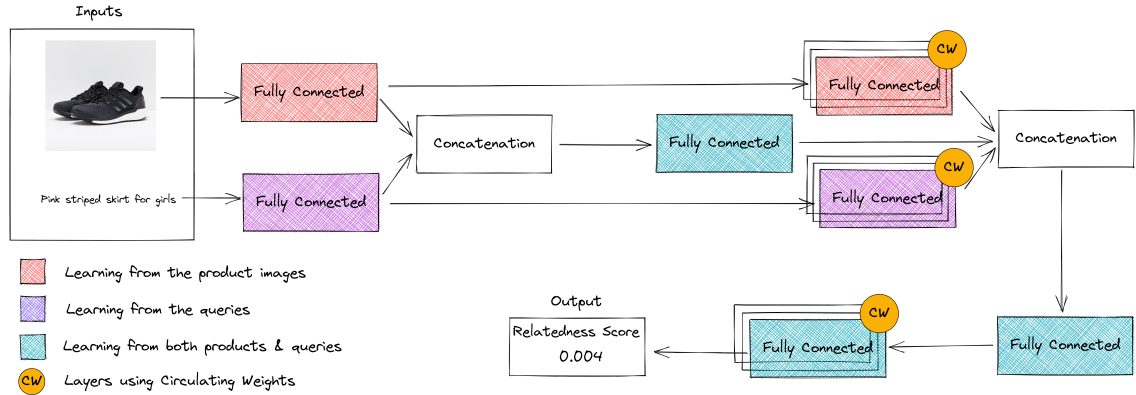 Inputs
Pink striped skirt for girls
Fully Connected
Fully Connected
Concatenation
Fully Connected
Fully Connected
CW
Fully Connected
CW
Concatenation
Fully Connected
Fully Connected
CW
Output
Relatedness Score
0.004
Learning from the product images
Learning from the queries
Learning from both products & queries
CW
Layers using Circulating Weights